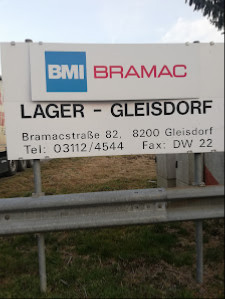 BMI BRAMAC
LAGER - GLEISDORF
Bramacstraße 82, 8200 Gleisdorf
Tel: 03112/4544 Fax: DW 22